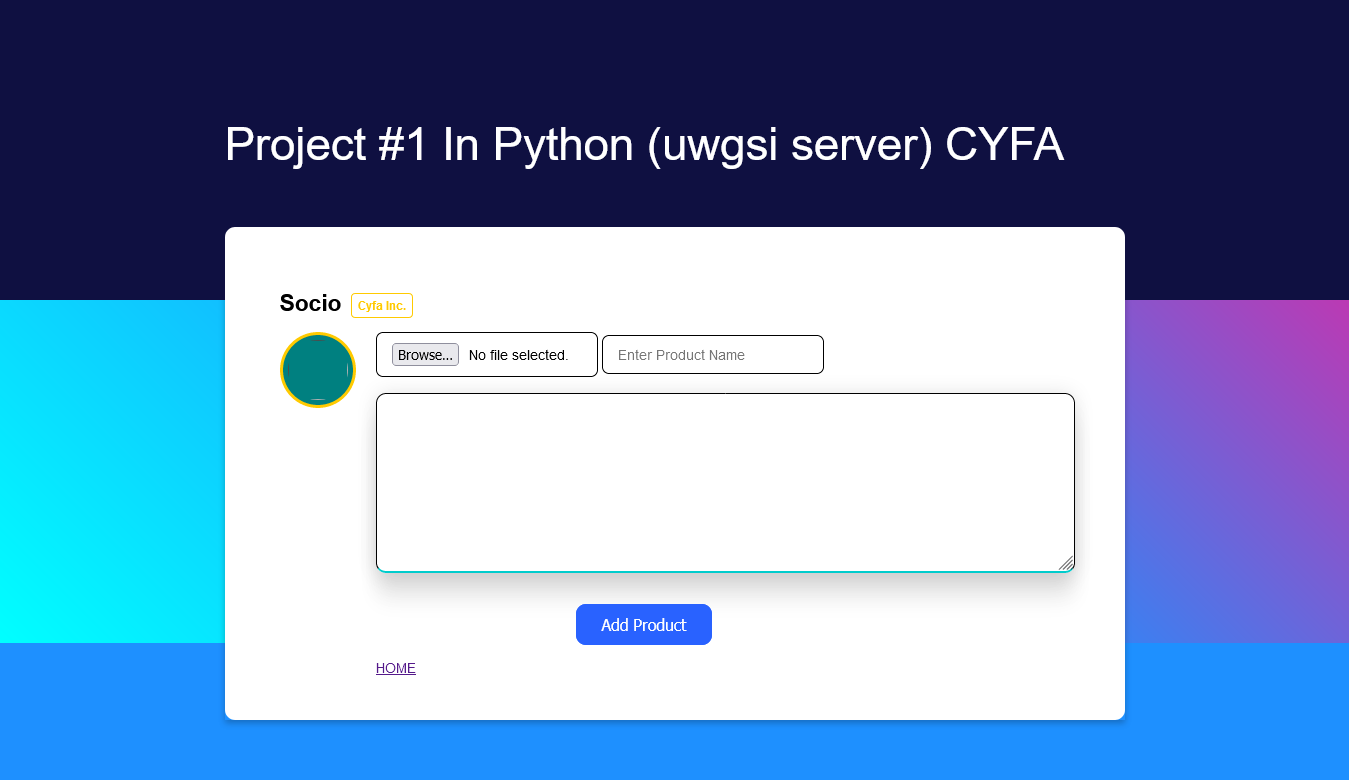 Project #1 In Python (uwgsi server) CYFA
Socio Cyfa Inc.
Browse... No file selected. Enter Product Name
Add Product
HOME